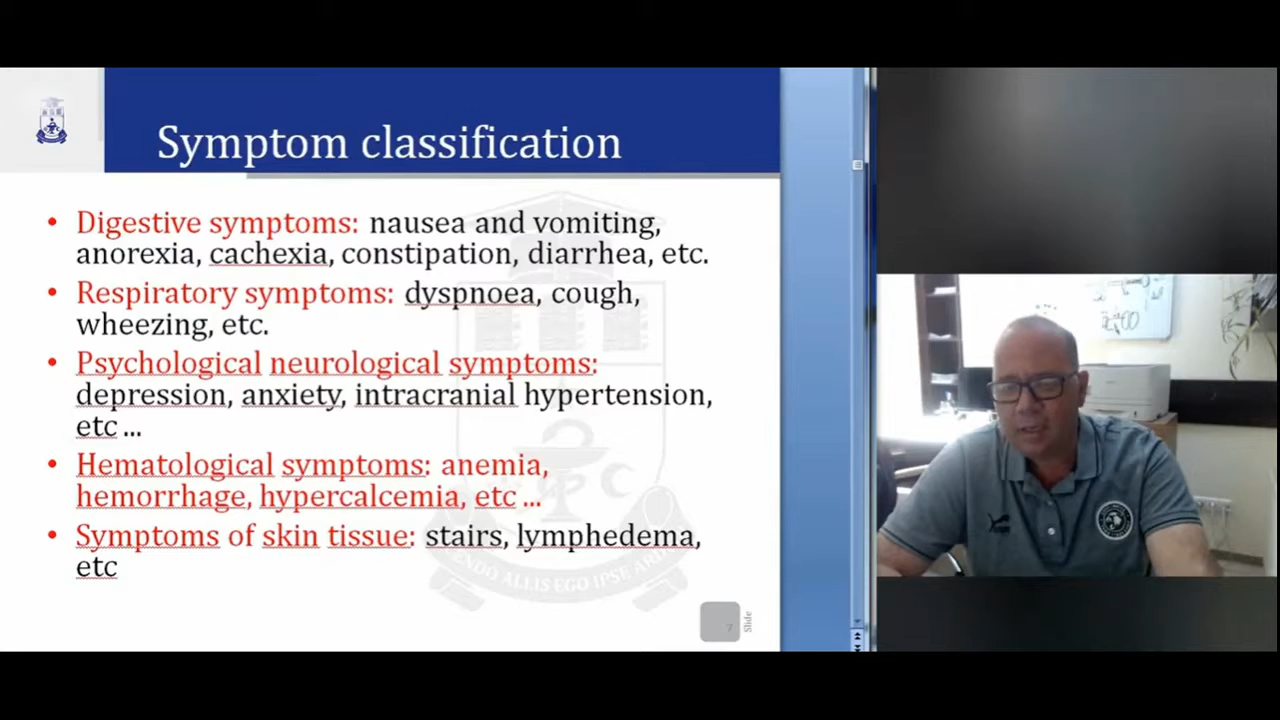 Symptom classification
• Digestive symptoms: nausea and vomiting,
anorexia, cachexia, constipation, diarrhea, etc.
• Respiratory symptoms: dyspnoea, cough,
wheezing, etc.
• Psychological neurological symptoms:
depression, anxiety, intracranial hypertension,
etc ...
• Hematological symptoms: anemia,
hemorrhage, hypercalcemia, etc ...
• Symptoms of skin tissue: stairs, lymphedema,
etc
7
Slide